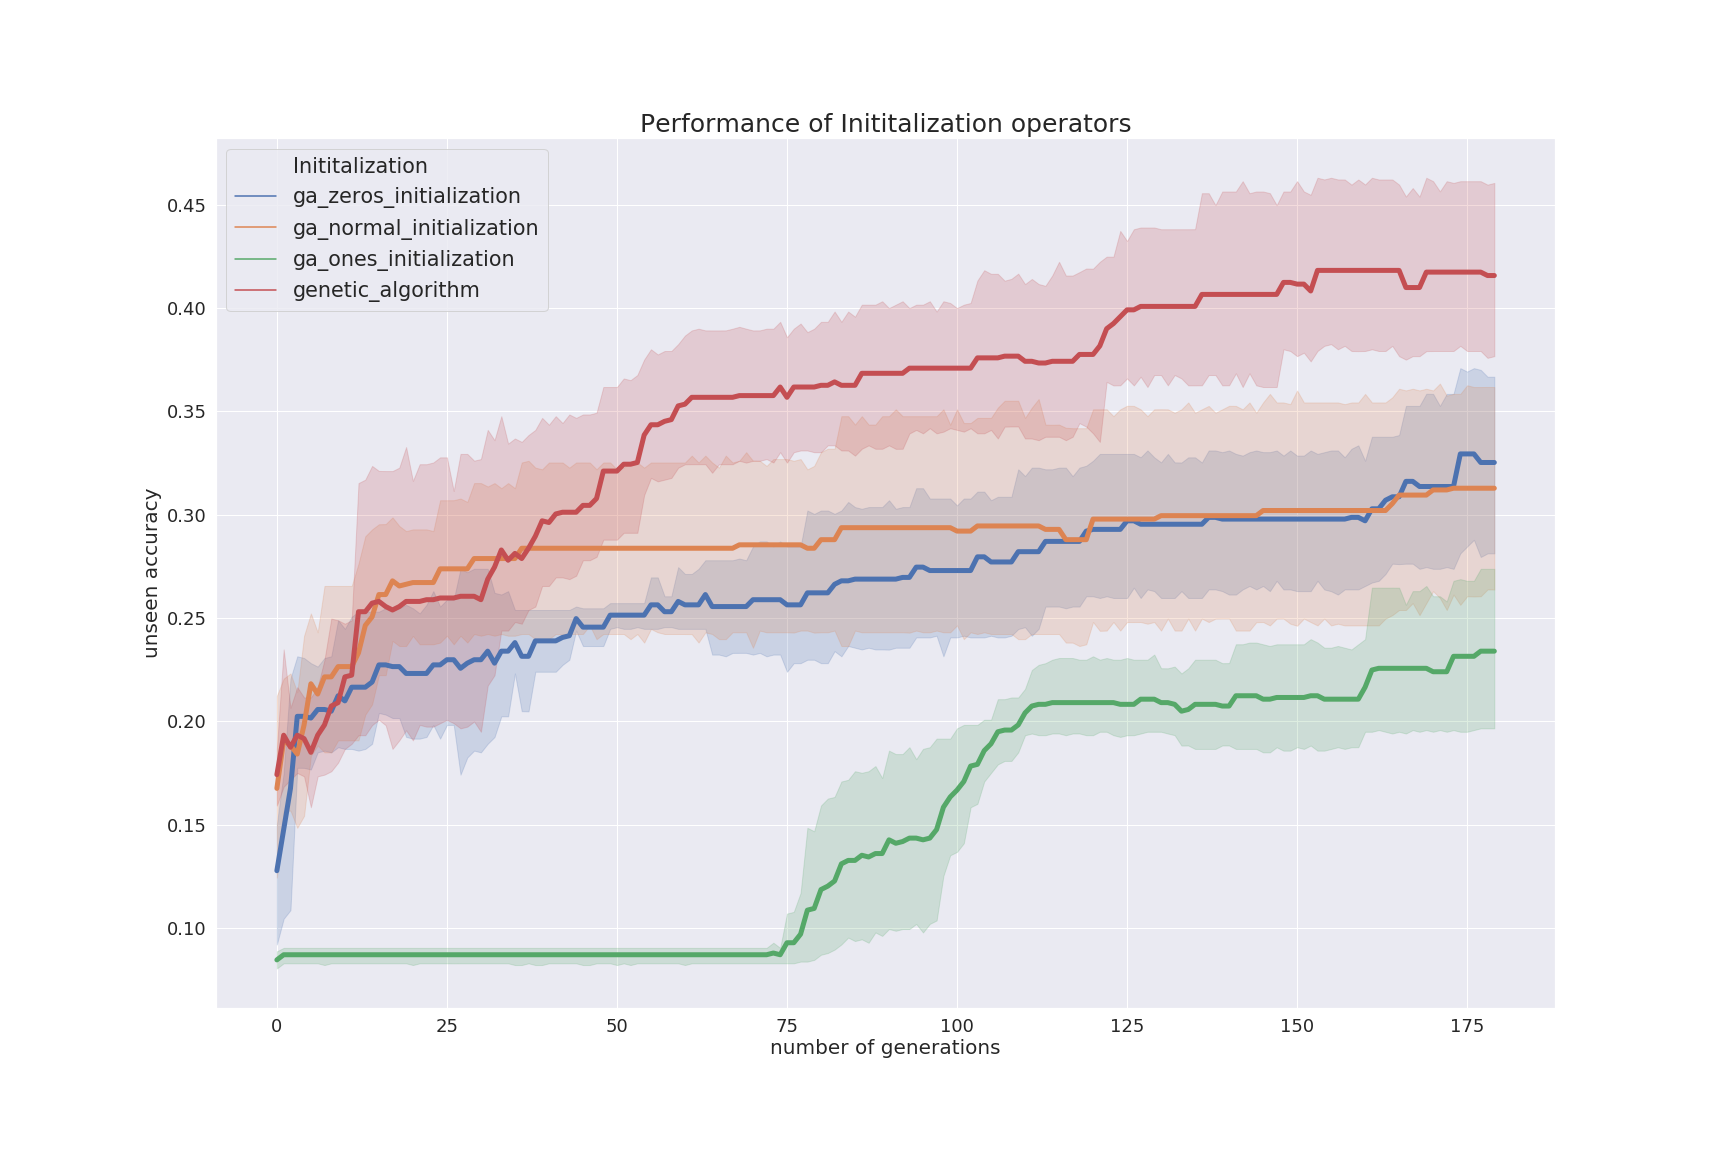 Performance of Inititalization operators
Inititalization
ga_zeros_initialization
ga_normal_initialization
ga_ones_initialization
genetic_algorithm
0.45
0.40
0.35
0.30
0.25
0.20
0.15
0.10
unseen accuracy
0 25 50 75 100 125 150 175
number of generations